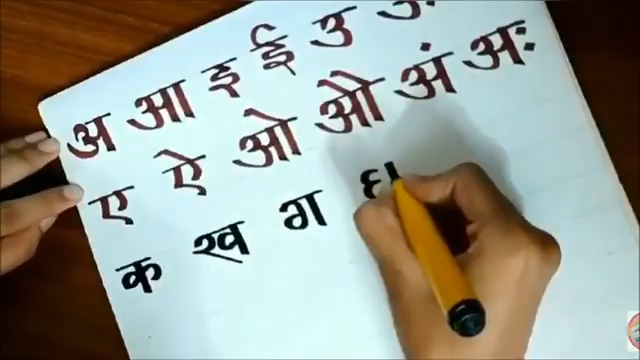 अ आ इ ई उ
ए ऐ ओ औ अं अः
क ख ग